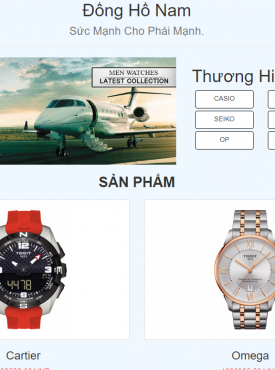 Đồng Hồ Nam
Sức Mạnh Cho Phái Mạnh.
MEN WATCHES
LATEST COLLECTION
Thương Hi
CASIO
SEIKO
OP
SẢN PHẨM
TISSOT
TISSOT
Cartier
Omega